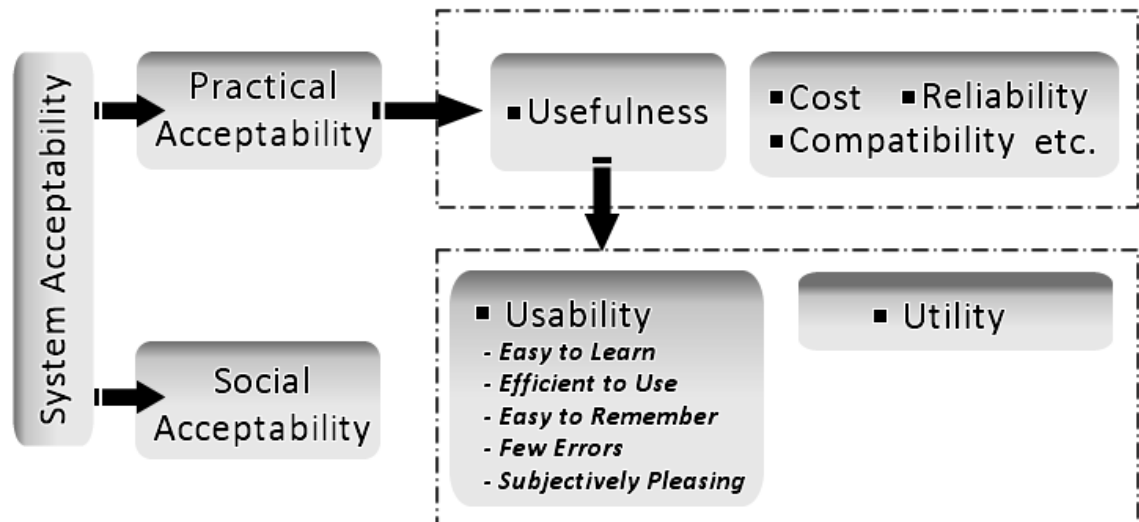 System Acceptability
Practical
Acceptability
▪ Usefulness
▪ Cost ▪ Reliability
▪ Compatibility etc.
Social
Acceptability
▪ Usability
- Easy to Learn
- Efficient to Use
- Easy to Remember
- Few Errors
- Subjectively Pleasing
▪ Utility